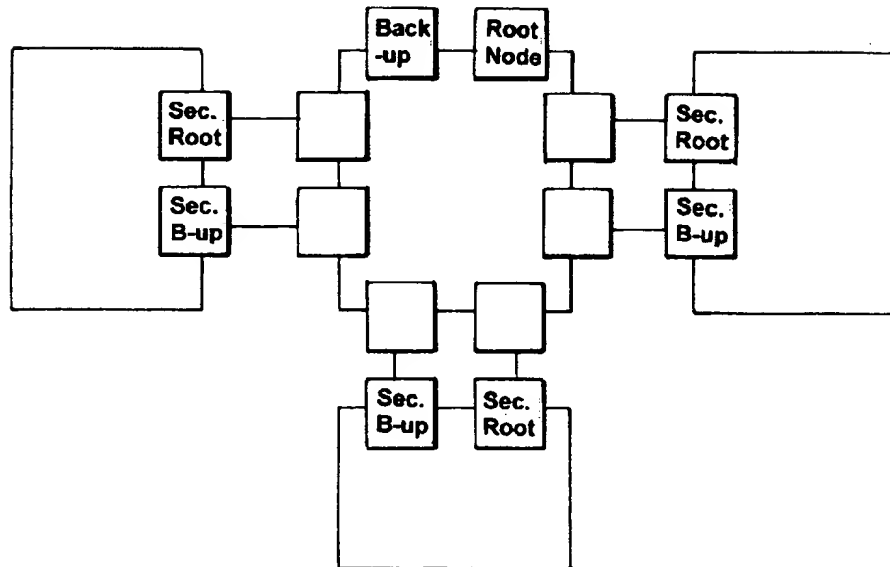 Back
-up
Root
Node
Sec.
Root
Sec.
Root
Sec.
B-up
Sec.
B-up
Sec.
B-up
Sec.
Root